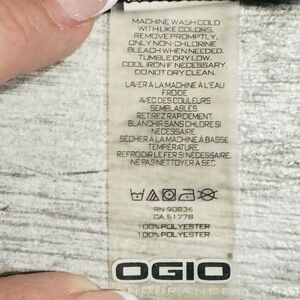 MACHINE WASH COLD
WITH LIKE COLORS.
REMOVE PROMPTLY.
ONLY NON-CHLORINE
BLEACH WHEN NEEDED.
TUMBLE DRY LOW.
COOL IRON IF NECESSARY.
DO NOT DRY CLEAN.
LAVER À LA MACHINE À L'EAU
FROIDE
AVEC DES COULEURS
SEMBLABLES.
RETIREZ RAPIDEMENT.
BLANCHIR SANS CHLORE SI
NÉCESSAIRE.
SÉCHER À LA MACHINE À BASSE
TEMPÉRATURE.
REFROIDIR LE FER SI NÉCESSAIRE.
NE PAS NETTOYER À SEC.
RN 90836
CA 51778
100% POLYESTER
100% POLYESTER
OGIO®
ENDURANCE